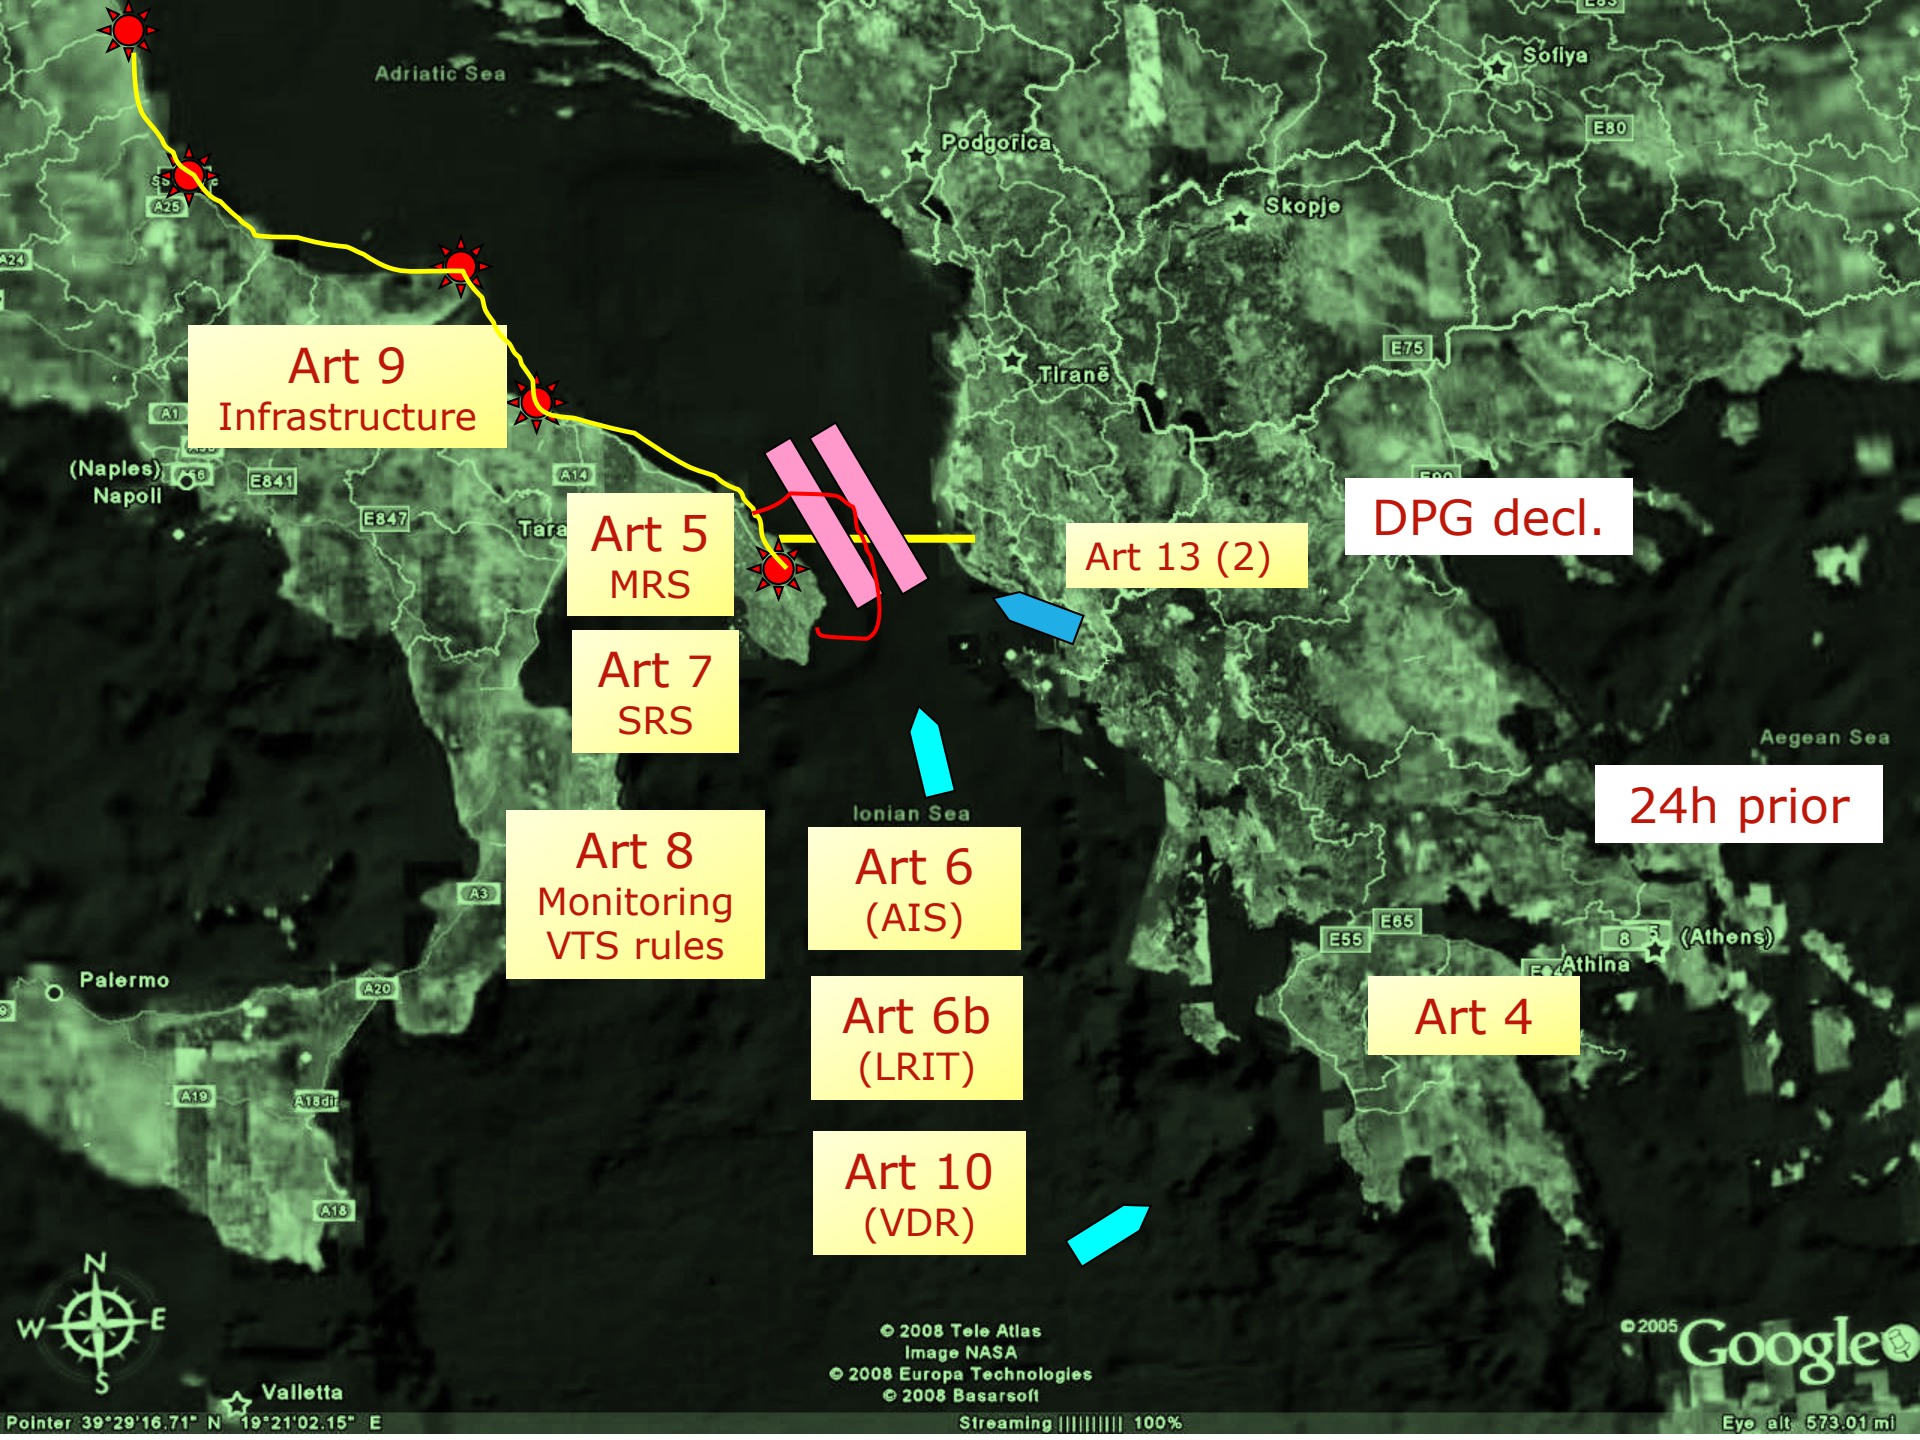 E83
Adriatic Sea
Sofiya
E80
Podgorica
Skopje
A25
A24
E75
Tiranë
Art 9
Infrastructure
A1
(Naples)
Napoli
E841
A14
E90
E847
Tara
Art 5
MRS
DPG decl.
Art 13 (2)
Art 7
SRS
Aegean Sea
24h prior
Ionian Sea
Art 8
Monitoring
VTS rules
Art 6
(AIS)
A3
E65
E55
8
(Athens)
Athina
Palermo
A20
Art 6b
(LRIT)
Art 4
A19
A18dir
Art 10
(VDR)
A18
N
W
E
S
© 2008 Tele Atlas
Image NASA
© 2008 Europa Technologies
© 2008 Basarsoft
©2005 Google
Valletta
Pointer 39°29'16.71" N 19°21'02.15" E
Streaming |||||||||| 100%
Eye alt 573.01 mi